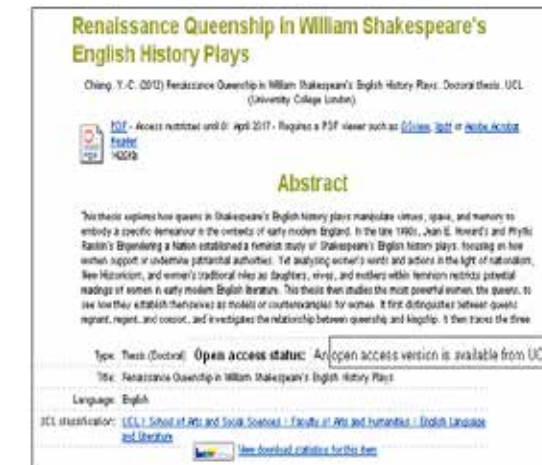 Renaissance Queenship in William Shakespeare's
English History Plays
Ching, Y.-C. (2012) Renaissance Queenship in William Shakespeare's English History Plays. Doctoral thesis, UCL
(University College London).
PDF - Access restricted until 01 April 2017 - Requires a PDF viewer such as GSview, Xpdf or Adobe Acrobat
Reader
1420Kb
Abstract
This thesis explores how queens in Shakespeare's English history plays manipulate virtues, space, and memory to
embody a specific demeanour in the contexts of early modern England. In the late 1990s, Jean E. Howard's and Phyllis
Rackin's Engendering a Nation established a feminist study of Shakespeare's English history plays, focusing on how
women support or undermine patriarchal authorities. Yet analysing women's words and actions in the light of nationalism,
New Historicism, and women's traditional roles as daughters, wives, and mothers within feminism restricts potential
readings of women in early modern English literature. This thesis then studies the most powerful women, the queens, to
see how they establish themselves as models or counterexamples for women. It first distinguishes between queens
regnant, regent, and consort, and investigates the relationship between queenship and kingship. It then traces the three
Type: Thesis (Doctoral) Open access status: An open access version is available from UC
Title: Renaissance Queenship in William Shakespeare's English History Plays
Language: English
UCL classification: UCL > School of Arts and Social Sciences > Faculty of Arts and Humanities > English Language
and Literature
View download statistics for this item